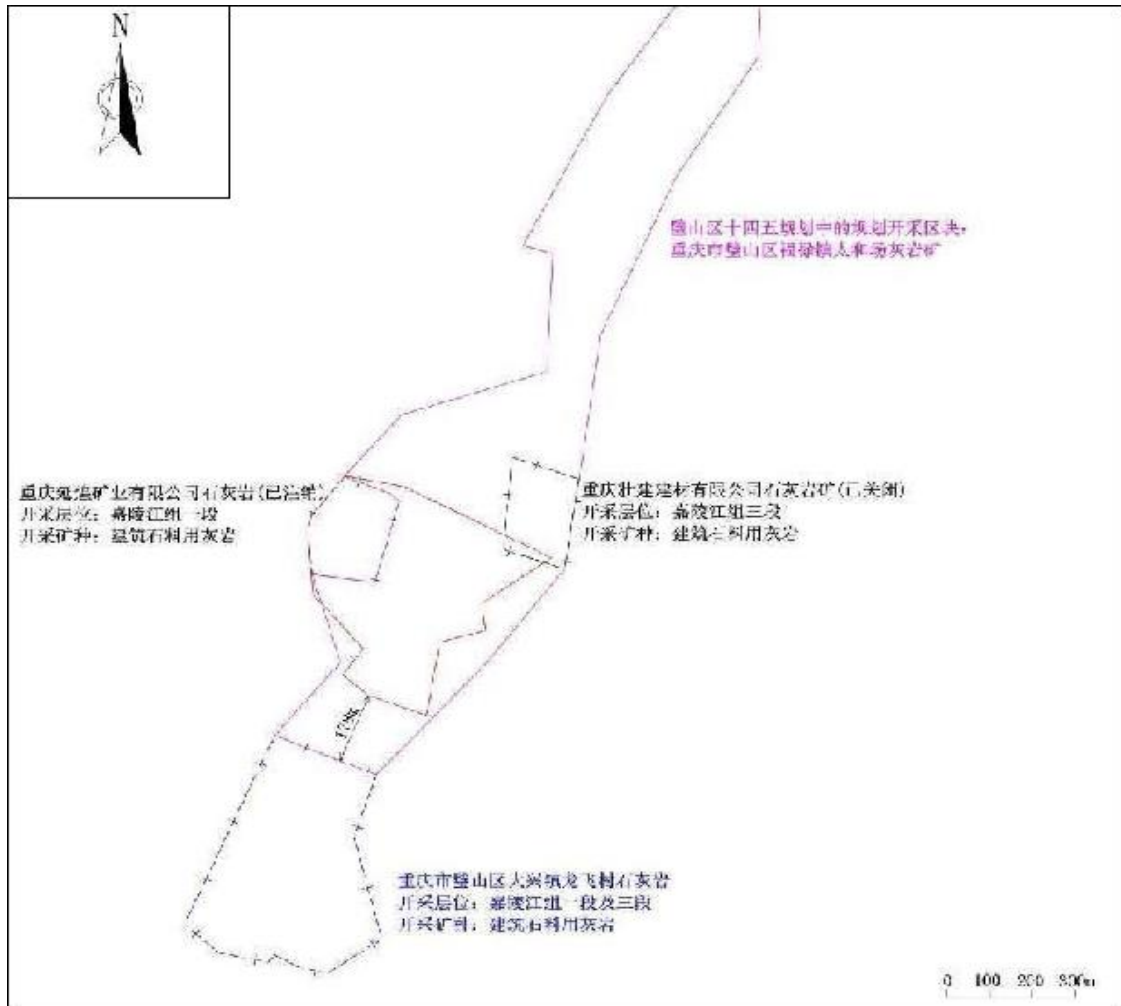 N
璧山区十四五规划中的规划开采区块:
重庆市璧山区福禄镇太和场灰岩矿
重庆 矿业有限公司石灰岩(已注销)
开采层位：嘉陵江组一段
开采矿种：建筑石料用灰岩
重庆壮建建材有限公司石灰岩矿(已关闭)
开采层位：嘉陵江组三段
开采矿种：建筑石料用灰岩
重庆市璧山区大兴镇龙飞村石灰岩
开采层位：嘉陵江组一段及三段
开采矿种：建筑石料用灰岩
0 100 200 300m